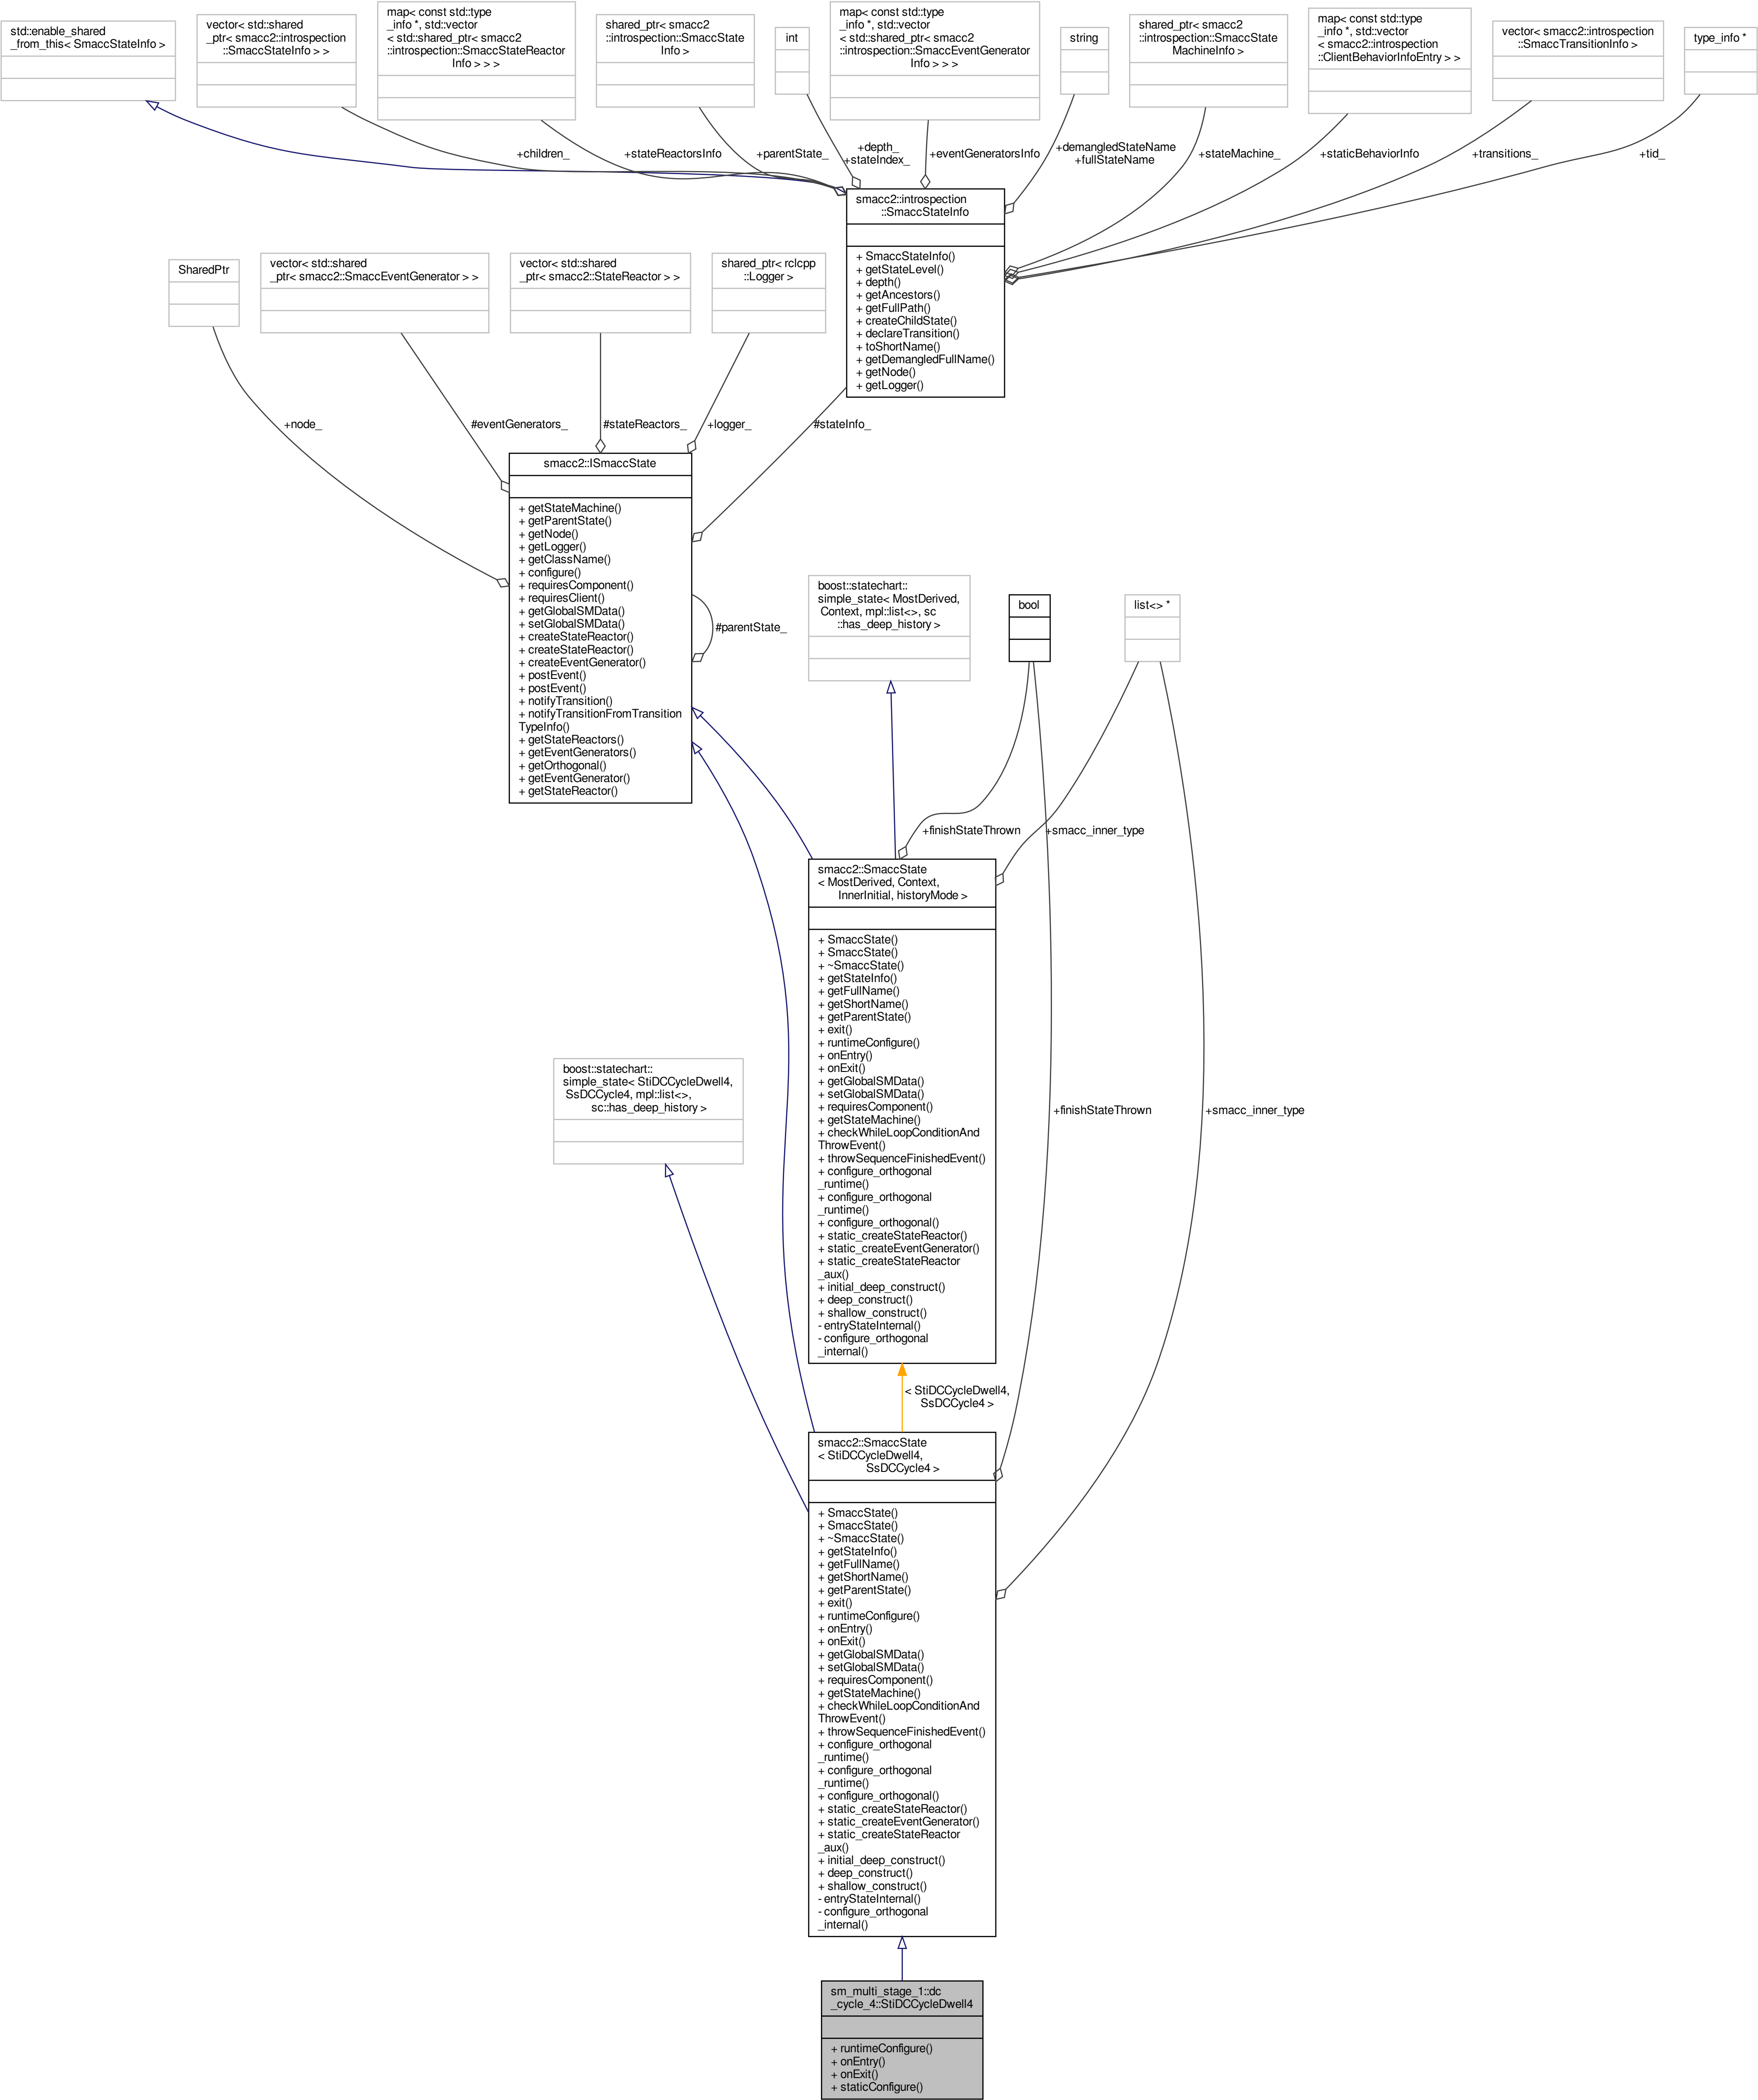 std::enable_shared
_from_this< SmaccStateInfo >
vector< std::shared
_ptr< smacc2::introspection
::SmaccStateInfo > >
map< const std::type
_info *, std::vector
< std::shared_ptr< smacc2
::introspection::SmaccStateReactor
Info > > >
shared_ptr< smacc2
::introspection::SmaccState
Info >
int
map< const std::type
_info *, std::vector
< std::shared_ptr< smacc2
::introspection::SmaccEventGenerator
Info > > >
string
shared_ptr< smacc2
::introspection::SmaccState
MachineInfo >
map< const std::type
_info *, std::vector
< smacc2::introspection
::ClientBehaviorInfoEntry > >
vector< smacc2::introspection
::SmaccTransitionInfo >
type_info *
+children_
+stateReactorsInfo
+parentState_
+depth_
+stateIndex_
+eventGeneratorsInfo
+demangledStateName
+fullStateName
+stateMachine_
+staticBehaviorInfo
+transitions_
+tid_
smacc2::introspection
::SmaccStateInfo
+ SmaccStateInfo()
+ getStateLevel()
+ depth()
+ getAncestors()
+ getFullPath()
+ createChildState()
+ declareTransition()
+ toShortName()
+ getDemangledFullName()
+ getNode()
+ getLogger()
SharedPtr
vector< std::shared
_ptr< smacc2::SmaccEventGenerator > >
vector< std::shared
_ptr< smacc2::StateReactor > >
shared_ptr< rclcpp
::Logger >
+node_
#eventGenerators_
#stateReactors_
+logger_
#stateInfo_
smacc2::ISmaccState
+ getStateMachine()
+ getParentState()
+ getNode()
+ getLogger()
+ getClassName()
+ configure()
+ requiresComponent()
+ requiresClient()
+ getGlobalSMData()
+ setGlobalSMData()
+ createStateReactor()
+ createStateReactor()
+ createEventGenerator()
+ postEvent()
+ postEvent()
+ notifyTransition()
+ notifyTransitionFromTransition
TypeInfo()
+ getStateReactors()
+ getEventGenerators()
+ getOrthogonal()
+ getEventGenerator()
+ getStateReactor()
#parentState_
boost::statechart::
simple_state< MostDerived,
Context, mpl::list<>, sc
::has_deep_history >
bool
list<> *
+finishStateThrown
+smacc_inner_type
smacc2::SmaccState
< MostDerived, Context,
InnerInitial, historyMode >
+ SmaccState()
+ SmaccState()
+ ~SmaccState()
+ getStateInfo()
+ getFullName()
+ getShortName()
+ getParentState()
+ exit()
+ runtimeConfigure()
+ onEntry()
+ onExit()
+ getGlobalSMData()
+ setGlobalSMData()
+ requiresComponent()
+ getStateMachine()
+ checkWhileLoopConditionAnd
ThrowEvent()
+ throwSequenceFinishedEvent()
+ configure_orthogonal
_runtime()
+ configure_orthogonal
_runtime()
+ configure_orthogonal()
+ static_createStateReactor()
+ static_createEventGenerator()
+ static_createStateReactor
_aux()
+ initial_deep_construct()
+ deep_construct()
+ shallow_construct()
- entryStateInternal()
- configure_orthogonal
_internal()
boost::statechart::
simple_state< StiDCCycleDwell4,
SsDCCycle4, mpl::list<>,
sc::has_deep_history >
+finishStateThrown
+smacc_inner_type
< StiDCCycleDwell4,
SsDCCycle4 >
smacc2::SmaccState
< StiDCCycleDwell4,
SsDCCycle4 >
+ SmaccState()
+ SmaccState()
+ ~SmaccState()
+ getStateInfo()
+ getFullName()
+ getShortName()
+ getParentState()
+ exit()
+ runtimeConfigure()
+ onEntry()
+ onExit()
+ getGlobalSMData()
+ setGlobalSMData()
+ requiresComponent()
+ getStateMachine()
+ checkWhileLoopConditionAnd
ThrowEvent()
+ throwSequenceFinishedEvent()
+ configure_orthogonal
_runtime()
+ configure_orthogonal
_runtime()
+ configure_orthogonal()
+ static_createStateReactor()
+ static_createEventGenerator()
+ static_createStateReactor
_aux()
+ initial_deep_construct()
+ deep_construct()
+ shallow_construct()
- entryStateInternal()
- configure_orthogonal
_internal()
sm_multi_stage_1::dc
_cycle_4::StiDCCycleDwell4
+ runtimeConfigure()
+ onEntry()
+ onExit()
+ staticConfigure()